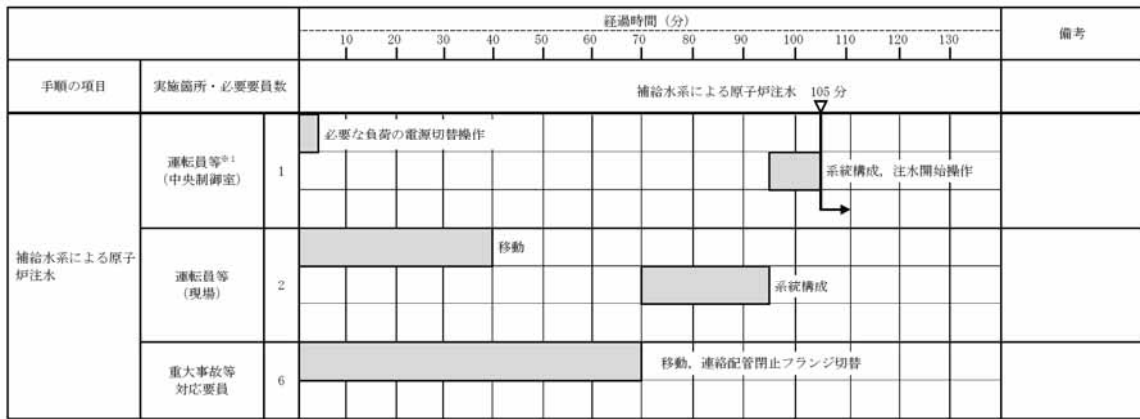 経過時間（分）
備考
10 20 30 40 50 60 70 80 90 100 110 120 130
手順の項目
実施箇所・必要要員数
補給水系による原子炉注水 105分
補給水系による原子
炉注水
運転員等※1
（中央制御室）
1
必要な負荷の電源切替操作
系統構成，注水開始操作
運転員等
（現場）
2
移動
系統構成
重大事故等
対応要員
6
移動，連絡配管閉止フランジ切替